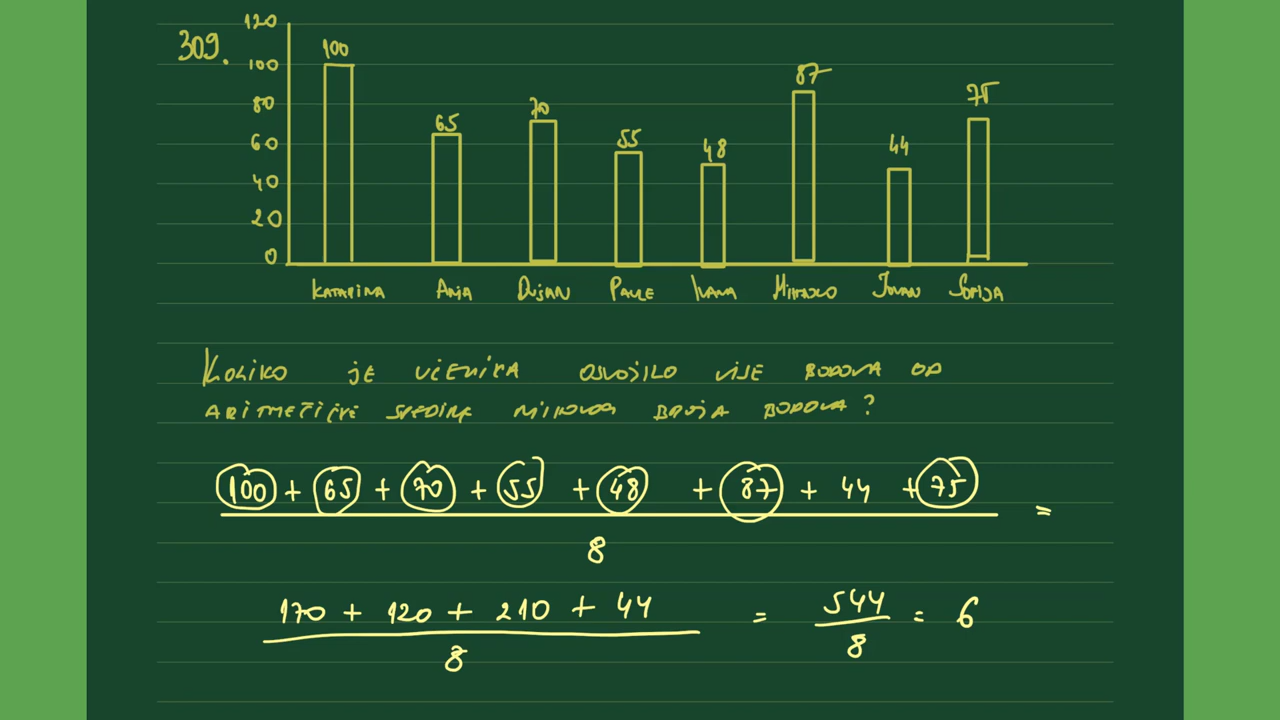 309.
120
100
80
60
40
20
0
100 65 70 55 48 87 44 75
KATARINA ANJA DUŠAN PAVLE IVANA MIHAJLO JOVAN SOFIJA
KOLIKO JE UČENIKA OSVOJILO VIŠE BODOVA OD
ARITMETIČKE SREDINE BROJA BODOVA?
100 + 65 + 70 + 55 + 48 + 87 + 44 + 75 =
8
170 + 120 + 210 + 44 = 544 = 6
8 8